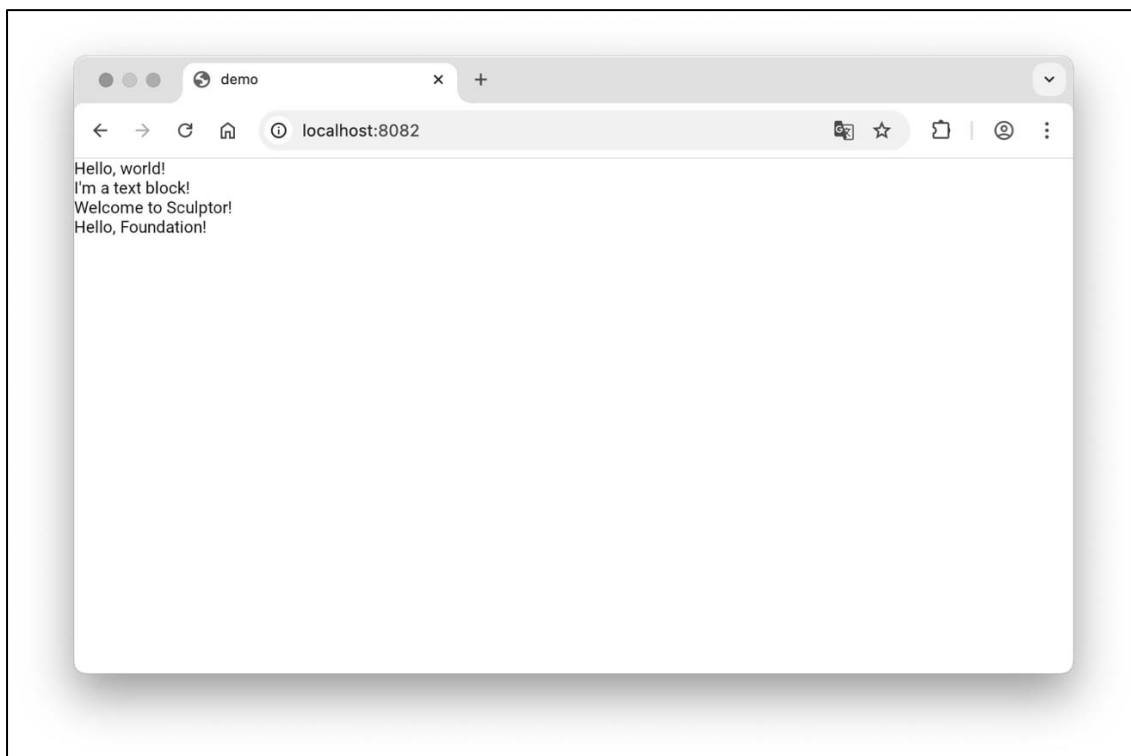 demo
localhost:8082
Hello, world!
I'm a text block!
Welcome to Sculptor!
Hello, Foundation!